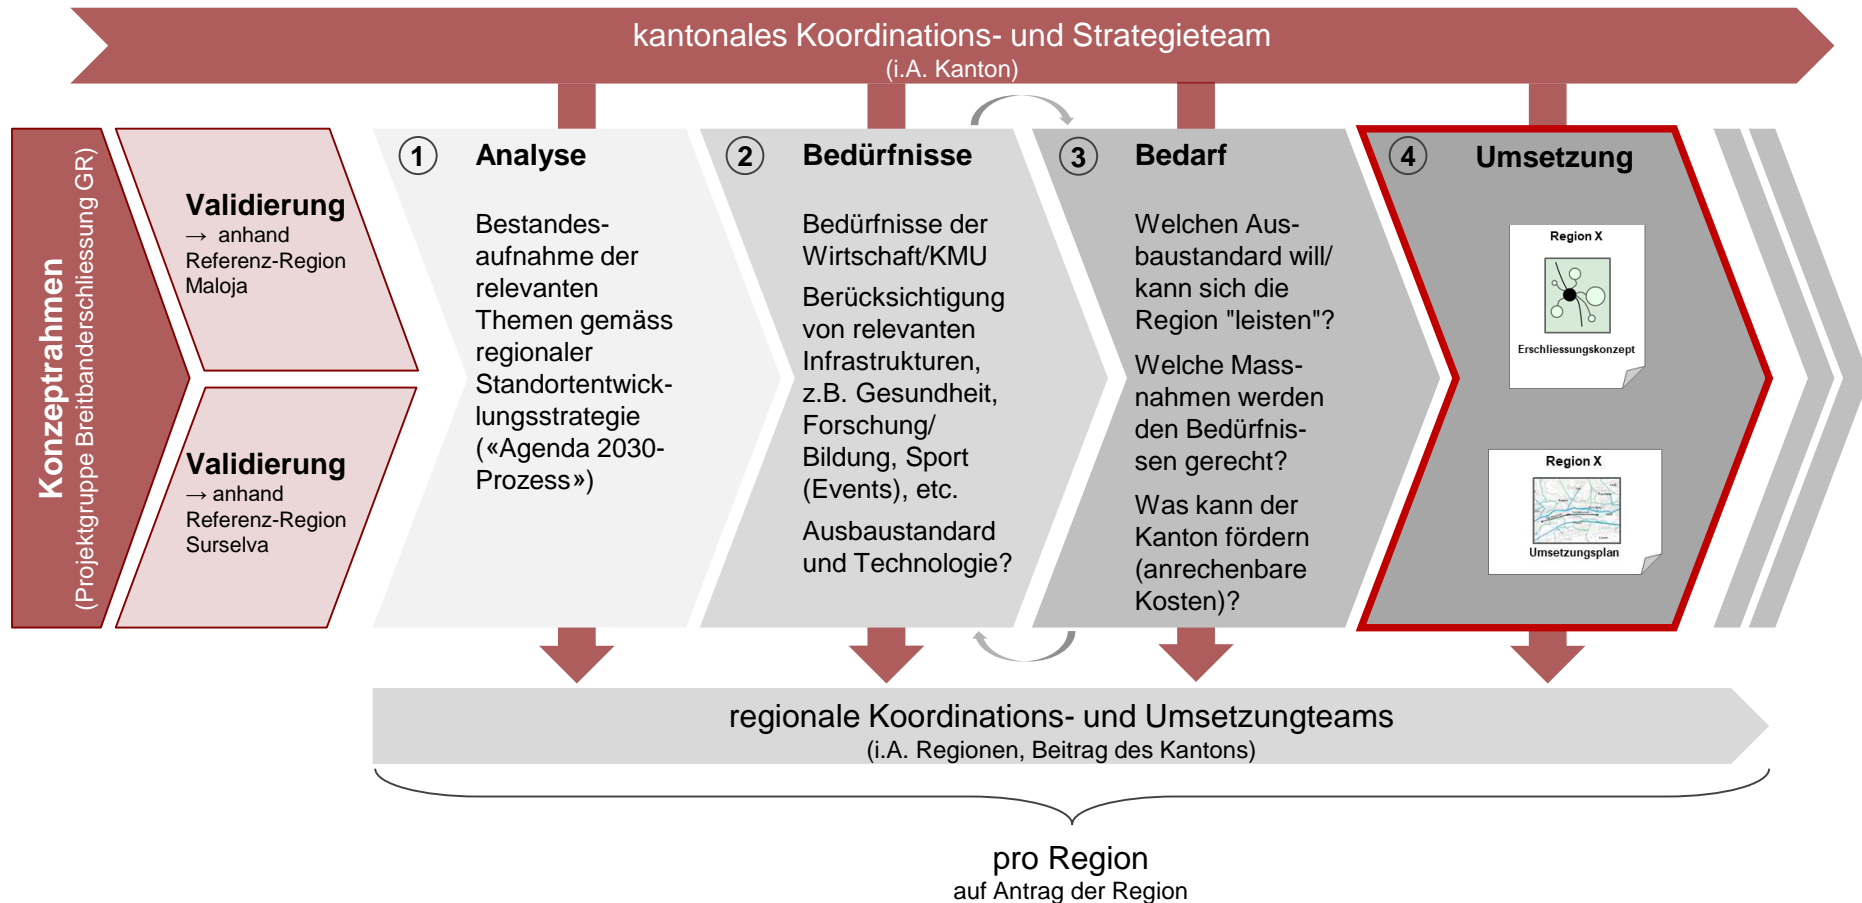 kantonales Koordinations- und Strategieteam
(i.A. Kanton)
Konzeptrahmen
(Projektgruppe Breitbanderschliessung GR)
Validierung
→ anhand
Referenz-Region
Maloja
Validierung
→ anhand
Referenz-Region
Surselva
1 Analyse
Bestandes-
aufnahme der
relevanten
Themen gemäss
regionaler
Standortentwick-
lungsstrategie
(«Agenda 2030-
Prozess»)
2 Bedürfnisse
Bedürfnisse der
Wirtschaft/KMU
Berücksichtigung
von relevanten
Infrastrukturen,
z.B. Gesundheit,
Forschung/
Bildung, Sport
(Events), etc.
Ausbaustandard
und Technologie?
3 Bedarf
Welchen Aus-
baustandard will/
kann sich die
Region "leisten"?
Welche Mass-
nahmen werden
den Bedürfnis-
sen gerecht?
Was kann der
Kanton fördern
(anrechenbare
Kosten)?
4 Umsetzung
Region X
Erschliessungskonzept
Region X
Umsetzungsplan
regionale Koordinations- und Umsetzungteams
(i.A. Regionen, Beitrag des Kantons)
pro Region
auf Antrag der Region